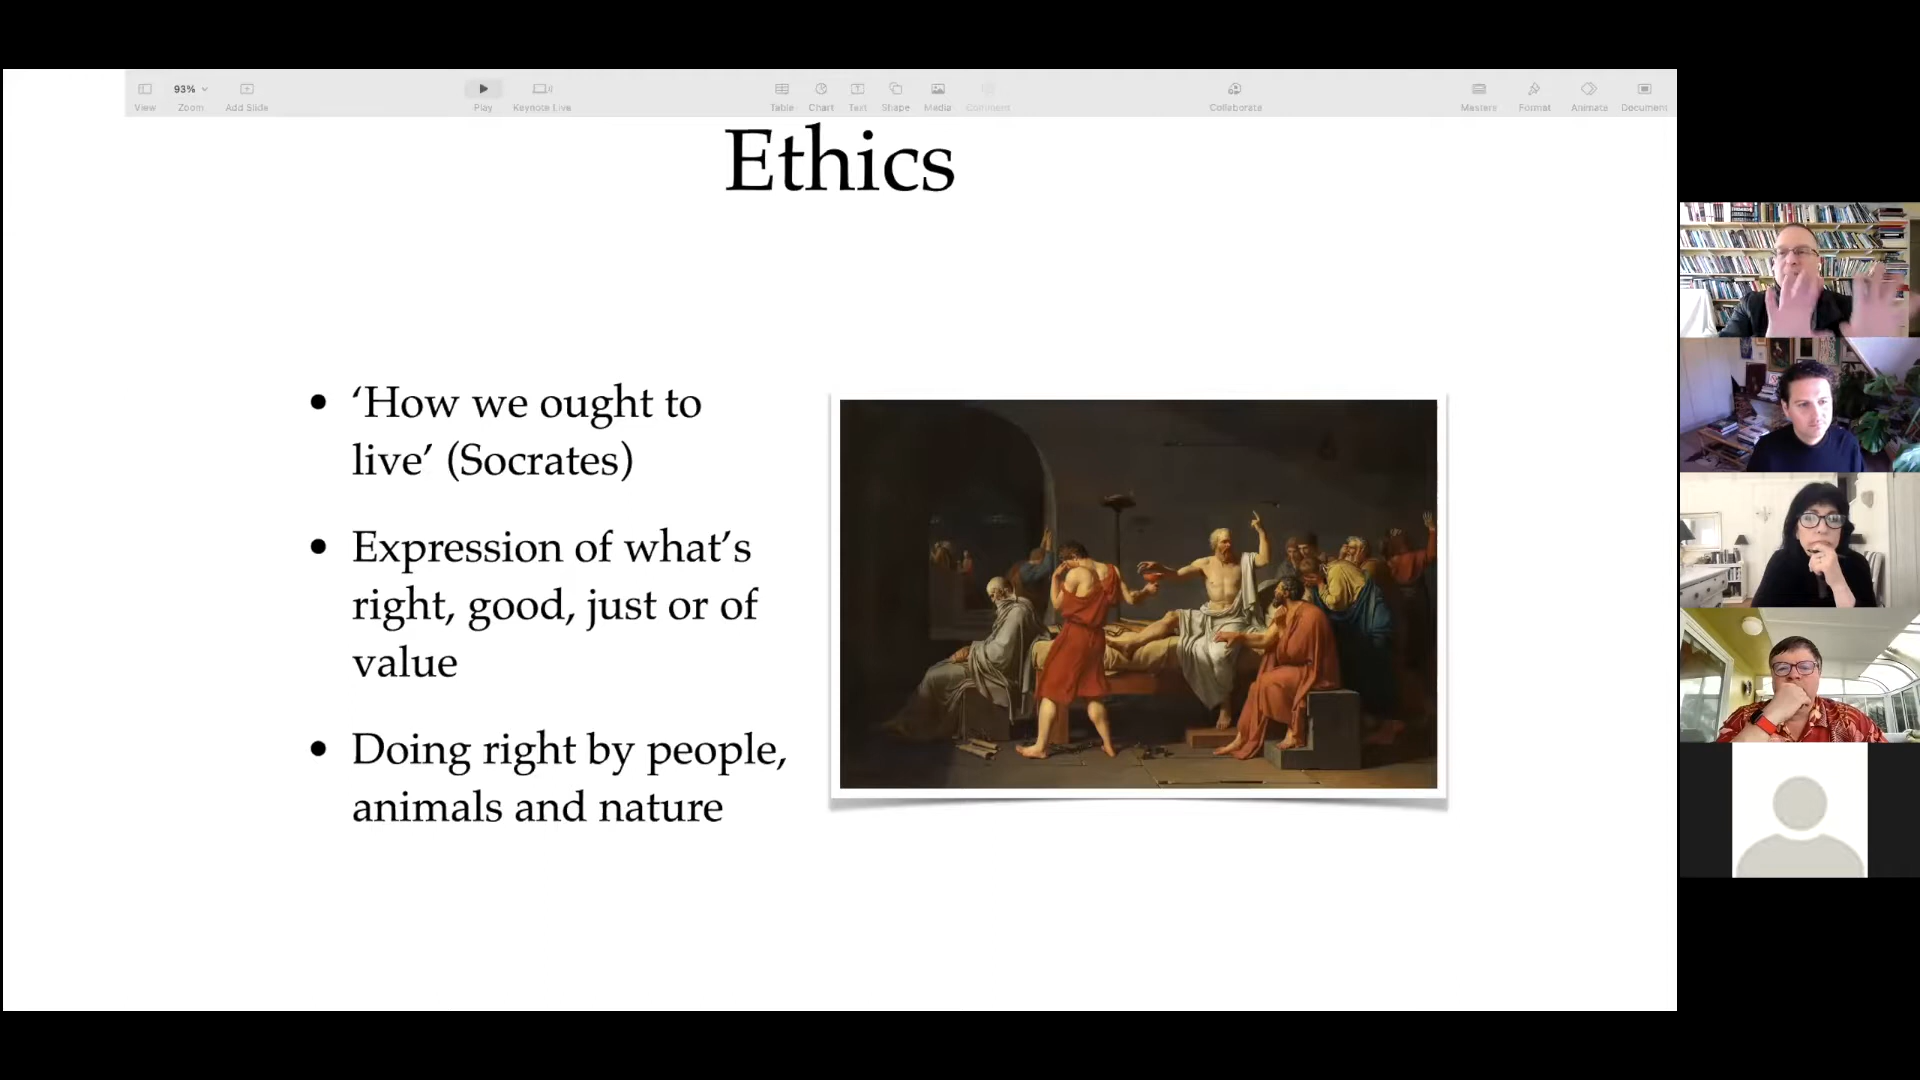 93%
View Zoom Add Slide Play Keynote Live Table Chart Text Shape Media Comment Collaborate Masters Format Animate Document
Ethics
• ‘How we ought to
live’ (Socrates)
• Expression of what’s
right, good, just or of
value
• Doing right by people,
animals and nature